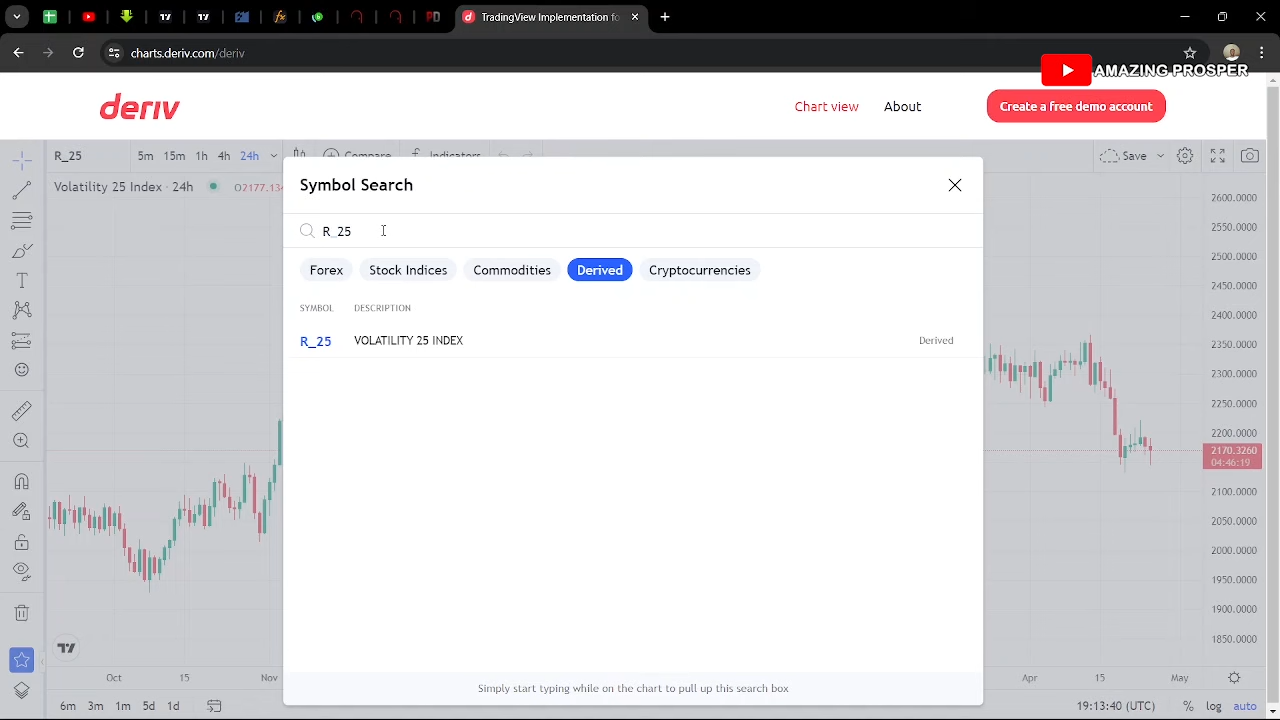 TradingView Implementation fo
charts.deriv.com/deriv
AMAZING PROSPER
deriv
Chart view
About
Create a free demo account
R_25
5m 15m 1h 4h 24h
Compare
Indicators
Save
Volatility 25 Index · 24h
O2177.13
Symbol Search
R_25
Forex
Stock Indices
Commodities
Derived
Cryptocurrencies
SYMBOL
DESCRIPTION
R_25
VOLATILITY 25 INDEX
Derived
Simply start typing while on the chart to pull up this search box
2600.0000
2550.0000
2500.0000
2450.0000
2400.0000
2350.0000
2300.0000
2250.0000
2200.0000
2170.3260
04:46:19
2100.0000
2050.0000
2000.0000
1950.0000
1900.0000
1850.0000
Oct
15
Nov
Apr
15
May
6m 3m 1m 5d 1d
19:13:40 (UTC)
%
log
auto